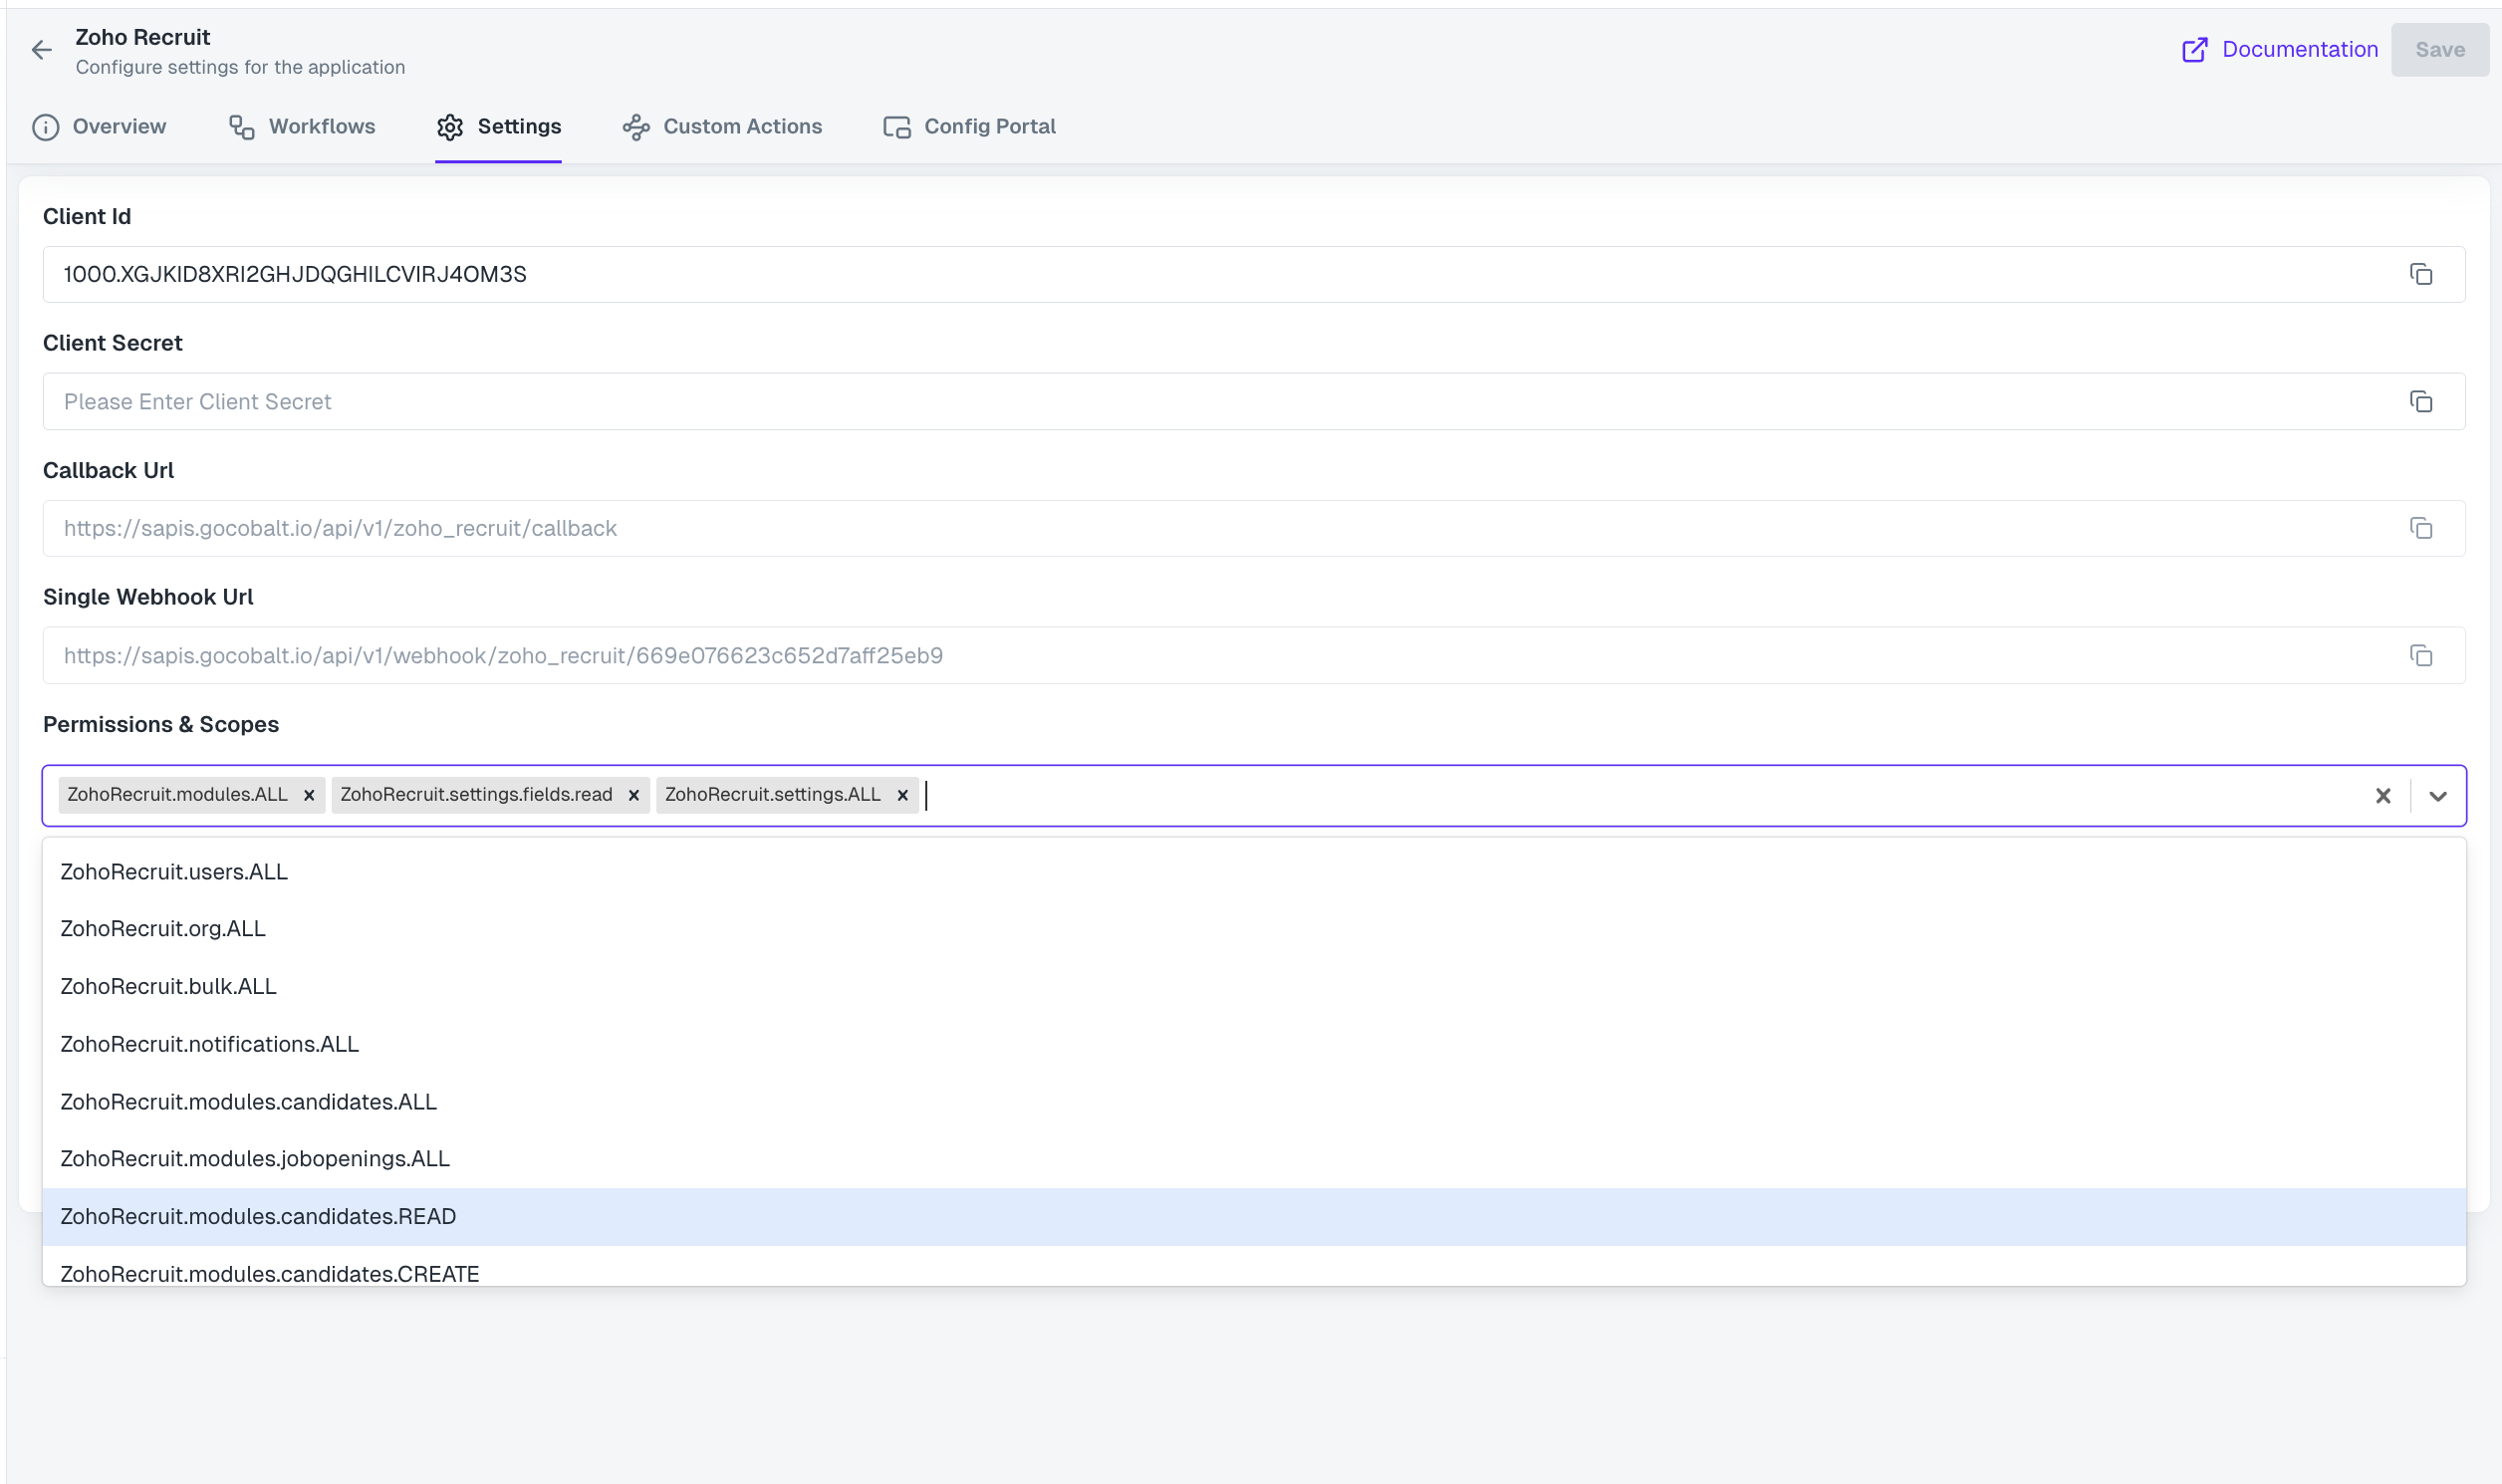 Zoho Recruit
Configure settings for the application
Documentation
Save
Overview
Workflows
Settings
Custom Actions
Config Portal
Client Id
1000.XGJKID8XRI2GHJDQGHILCVIRJ4OM3S
Client Secret
Please Enter Client Secret
Callback Url
https://sapis.gocobalt.io/api/v1/zoho_recruit/callback
Single Webhook Url
https://sapis.gocobalt.io/api/v1/webhook/zoho_recruit/669e076623c652d7aff25eb9
Permissions & Scopes
ZohoRecruit.modules.ALL
ZohoRecruit.settings.fields.read
ZohoRecruit.settings.ALL
ZohoRecruit.users.ALL
ZohoRecruit.org.ALL
ZohoRecruit.bulk.ALL
ZohoRecruit.notifications.ALL
ZohoRecruit.modules.candidates.ALL
ZohoRecruit.modules.jobopenings.ALL
ZohoRecruit.modules.candidates.READ
ZohoRecruit.modules.candidates.CREATE